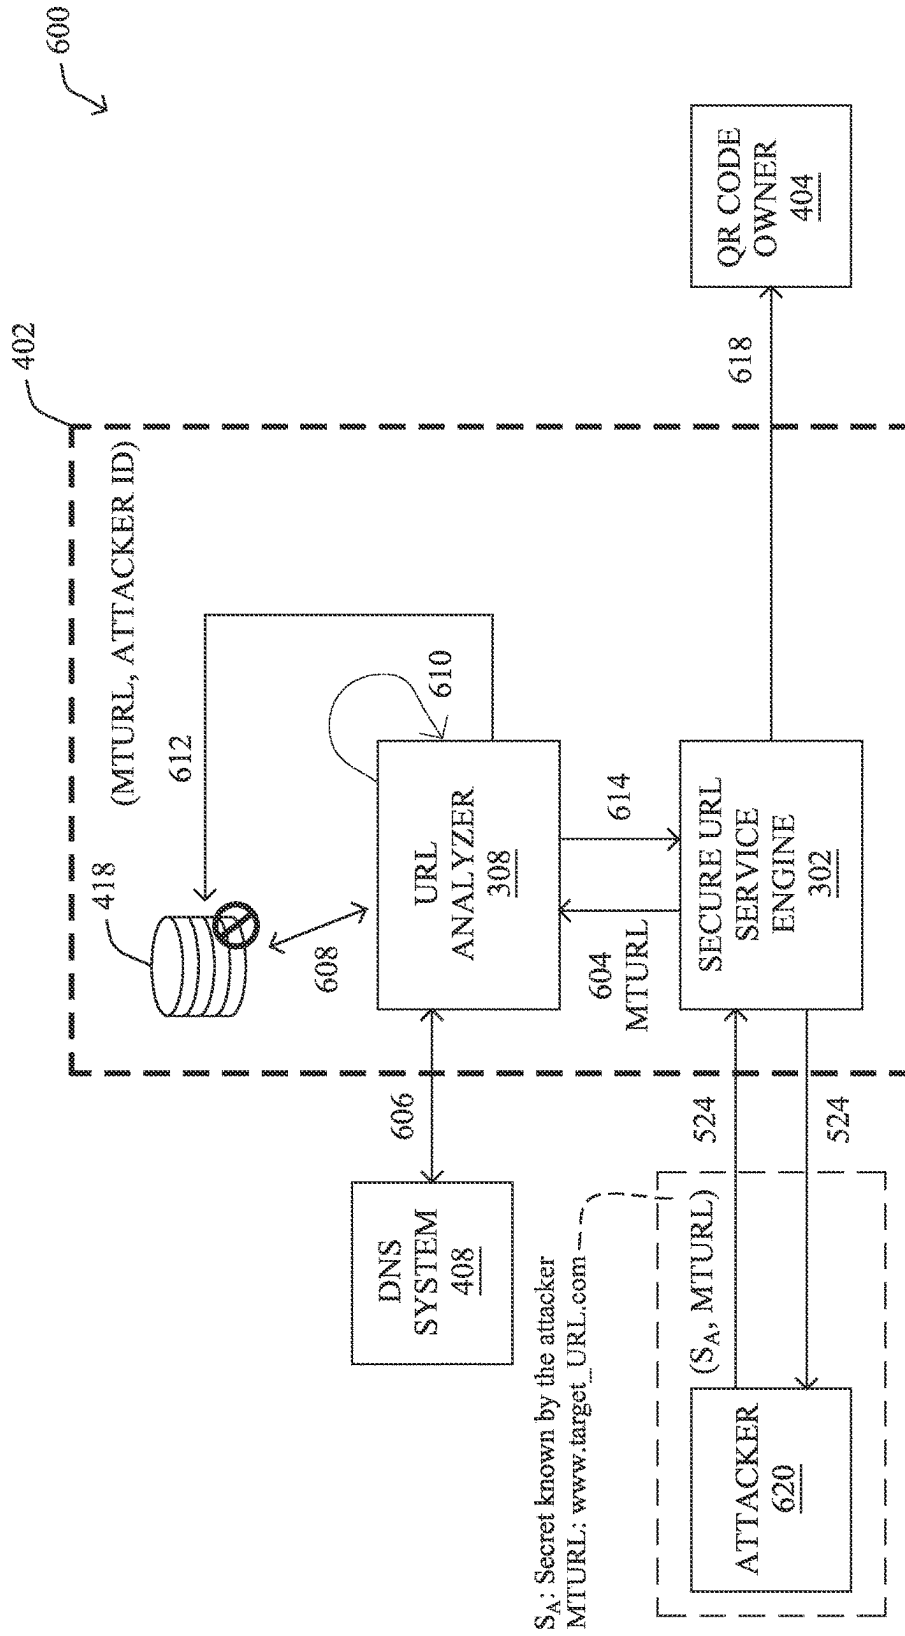 600
402
(MTURL, ATTACKER ID)
612
418
610
608
URL
ANALYZER
308
606
DNS
SYSTEM
408
614
604
MTURL
SECURE URL
SERVICE
ENGINE
302
618
QR CODE
OWNER
404
524
524
S_A: Secret known by the attacker
MTURL: www.target_URL.com
(S_A, MTURL)
ATTACKER
620